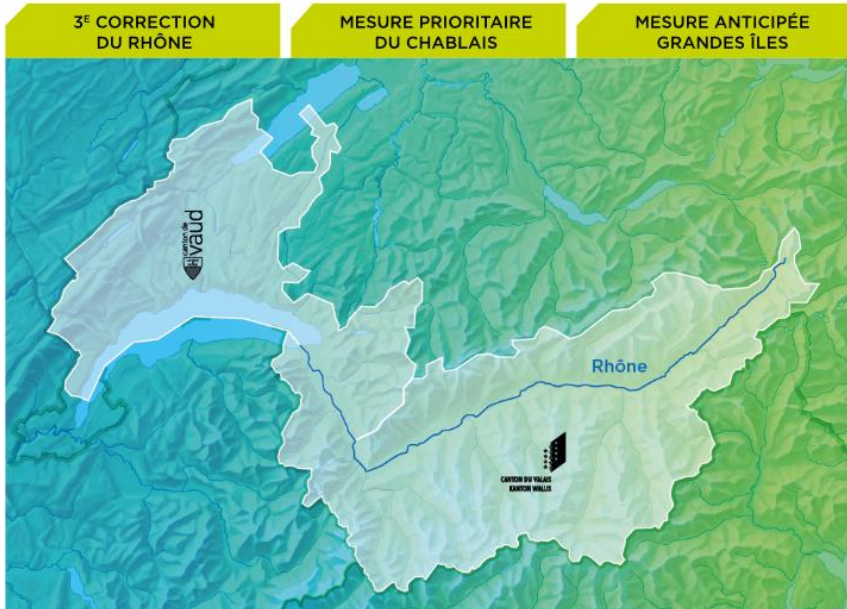 3E CORRECTION
DU RHÔNE
MESURE PRIORITAIRE
DU CHABLAIS
MESURE ANTICIPÉE
GRANDES ÎLES
canton de
vaud
Rhône
CANTON DU VALAIS
KANTON WALLIS